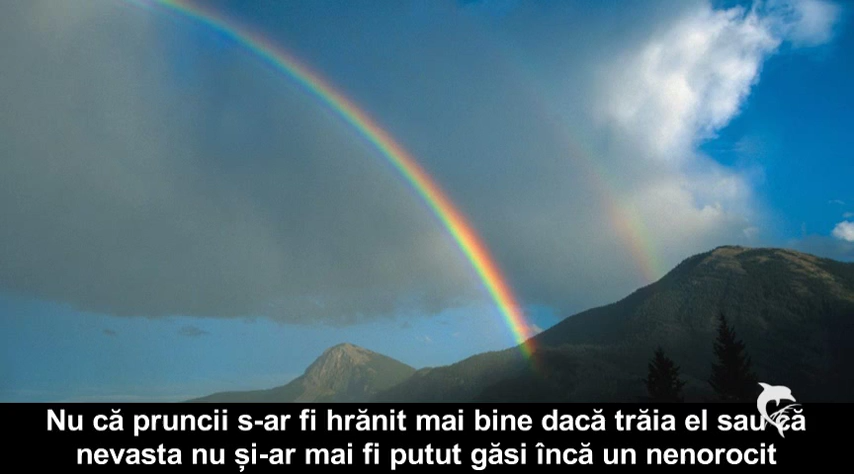 Nu că pruncii s-ar fi hrănit mai bine dacă trăia el sau că
nevasta nu și-ar mai fi putut găsi încă un nenorocit